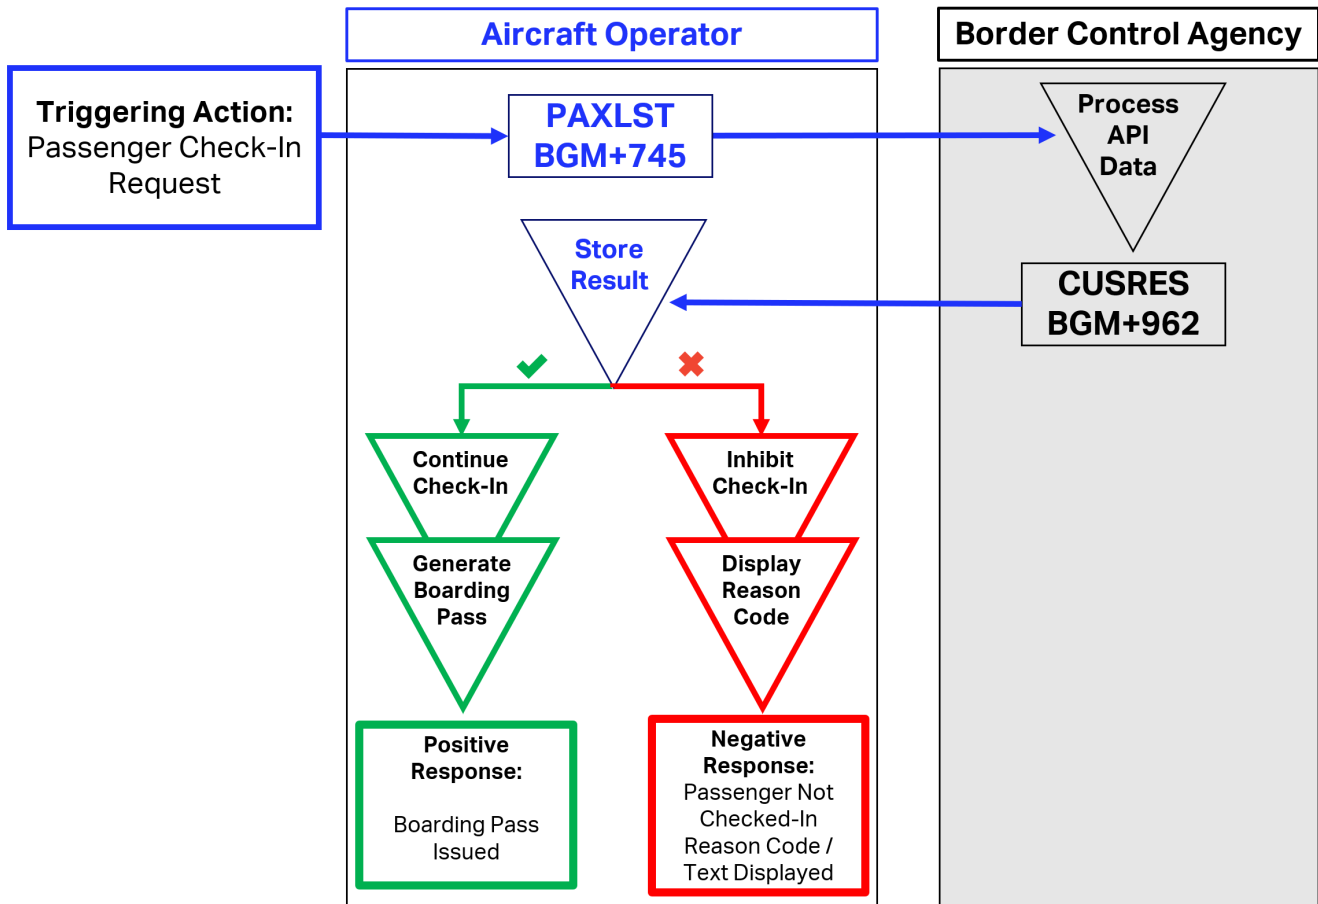 Aircraft Operator
Border Control Agency
Triggering Action:
Passenger Check-In
Request
PAXLST
BGM+745
Process
API
Data
Store
Result
CUSRES
BGM+962
Continue
Check-In
Inhibit
Check-In
Generate
Boarding
Pass
Display
Reason
Code
Positive
Response:
Boarding Pass
Issued
Negative
Response:
Passenger Not
Checked-In
Reason Code /
Text Displayed